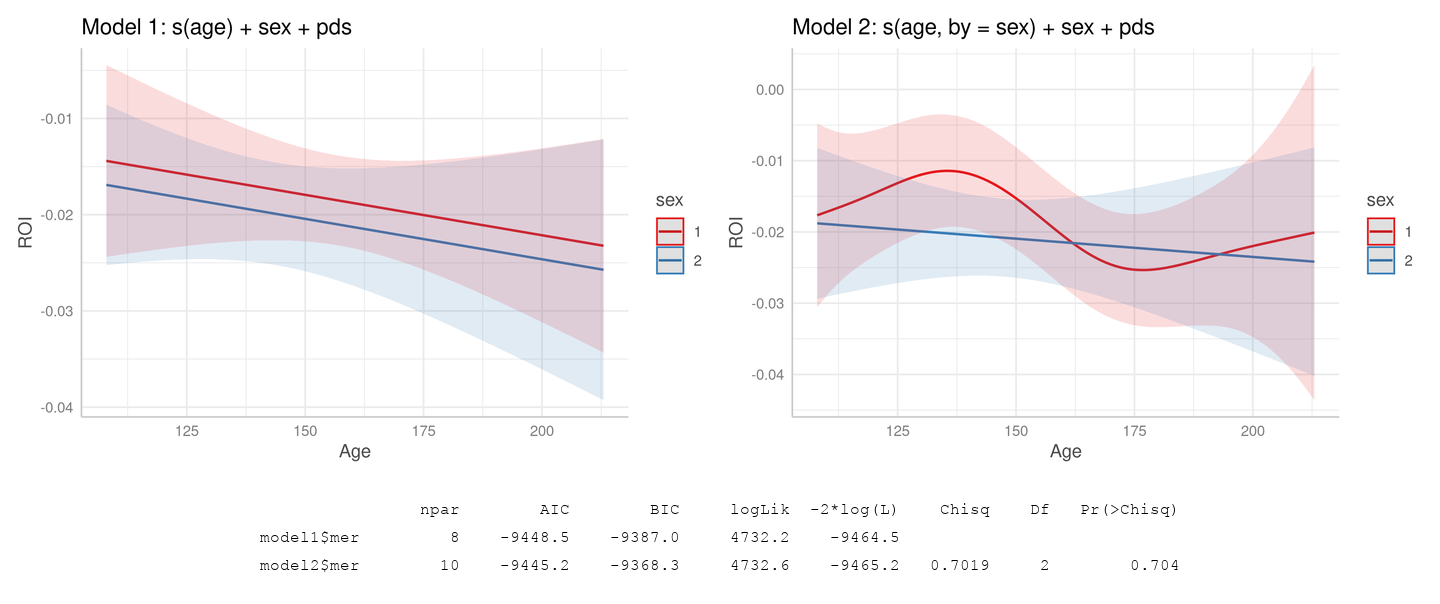 Model 1: s(age) + sex + pds
-0.01
-0.02
-0.03
-0.04
ROI
125
150
175
200
Age
sex
1
2
Model 2: s(age, by = sex) + sex + pds
0.00
-0.01
-0.02
-0.03
-0.04
ROI
125
150
175
200
Age
sex
1
2
npar AIC BIC logLik -2*log(L) Chisq Df Pr(>Chisq)
model1$mer 8 -9448.5 -9387.0 4732.2 -9464.5
model2$mer 10 -9445.2 -9368.3 4732.6 -9465.2 0.7019 2 0.704